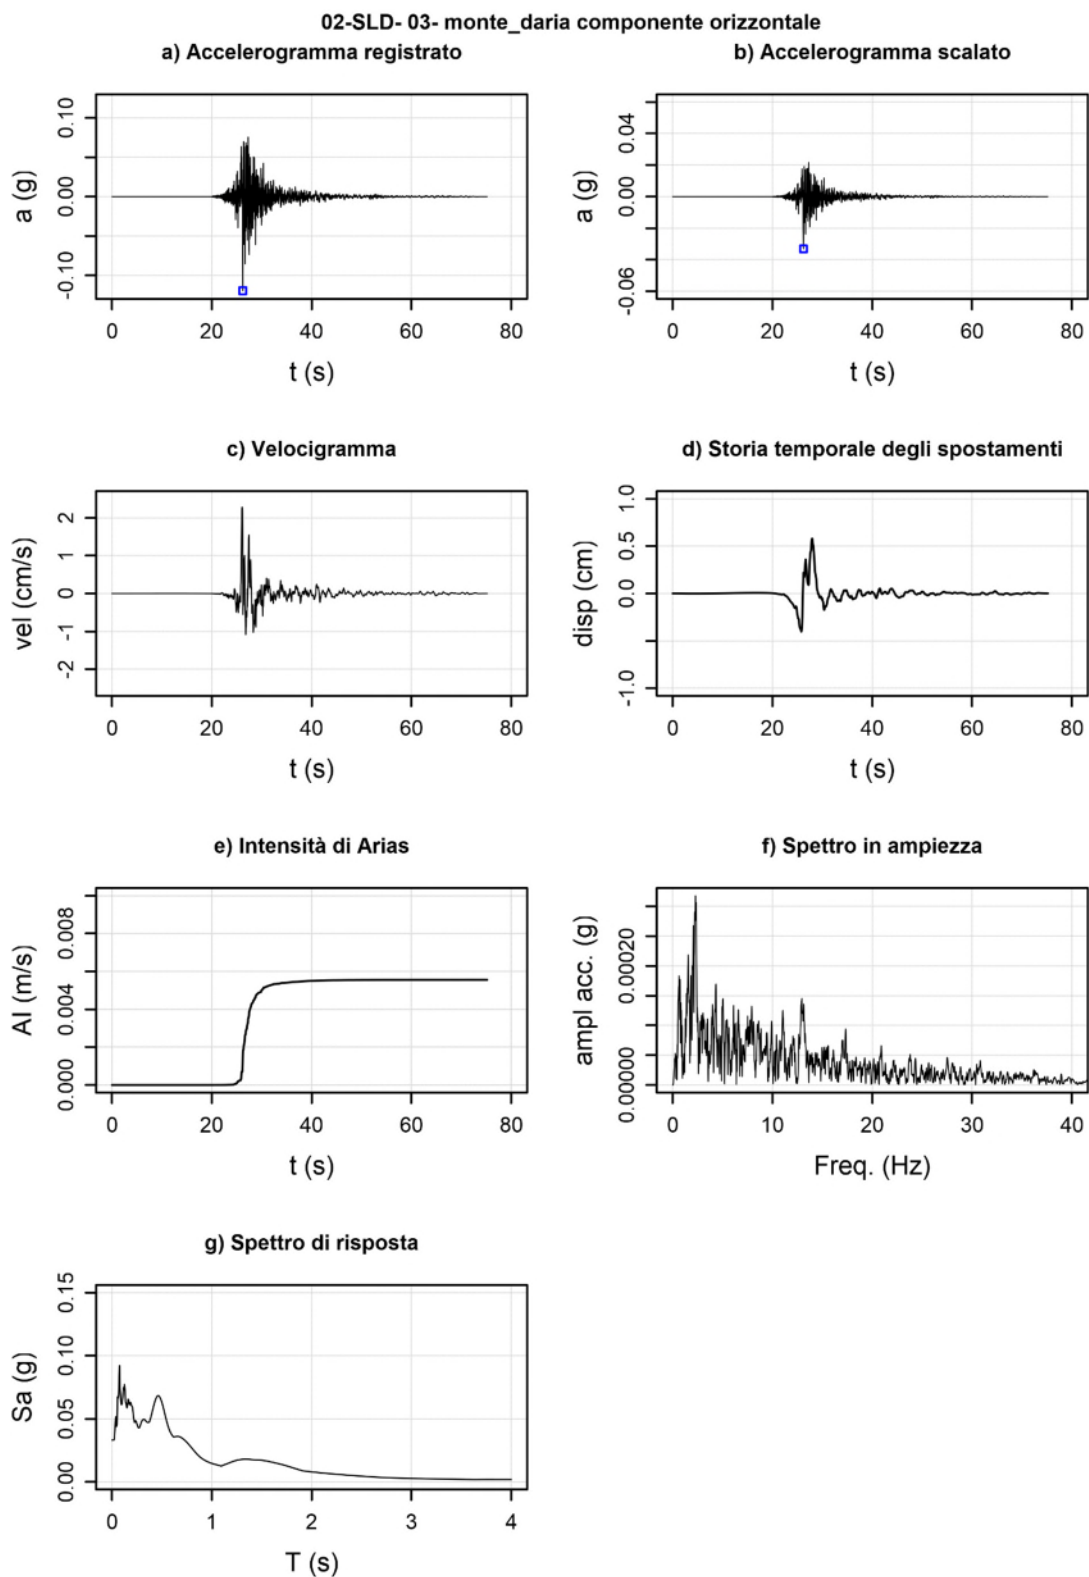 02-SLD- 03- monte_daria componente orizzontale
a) Accelerogramma registrato
b) Accelerogramma scalato
a (g)
0.10
0.00
-0.10
0 20 40 60 80
t (s)
a (g)
0.04
0.00
-0.06
0 20 40 60 80
t (s)
c) Velocigramma
d) Storia temporale degli spostamenti
vel (cm/s)
2
1
0
-1
-2
0 20 40 60 80
t (s)
disp (cm)
1.0
0.5
0.0
-1.0
0 20 40 60 80
t (s)
e) Intensità di Arias
f) Spettro in ampiezza
AI (m/s)
0.008
0.004
0.000
0 20 40 60 80
t (s)
ampl acc. (g)
0.00020
0.00000
0 10 20 30 40
Freq. (Hz)
g) Spettro di risposta
Sa (g)
0.15
0.10
0.05
0.00
0 1 2 3 4
T (s)